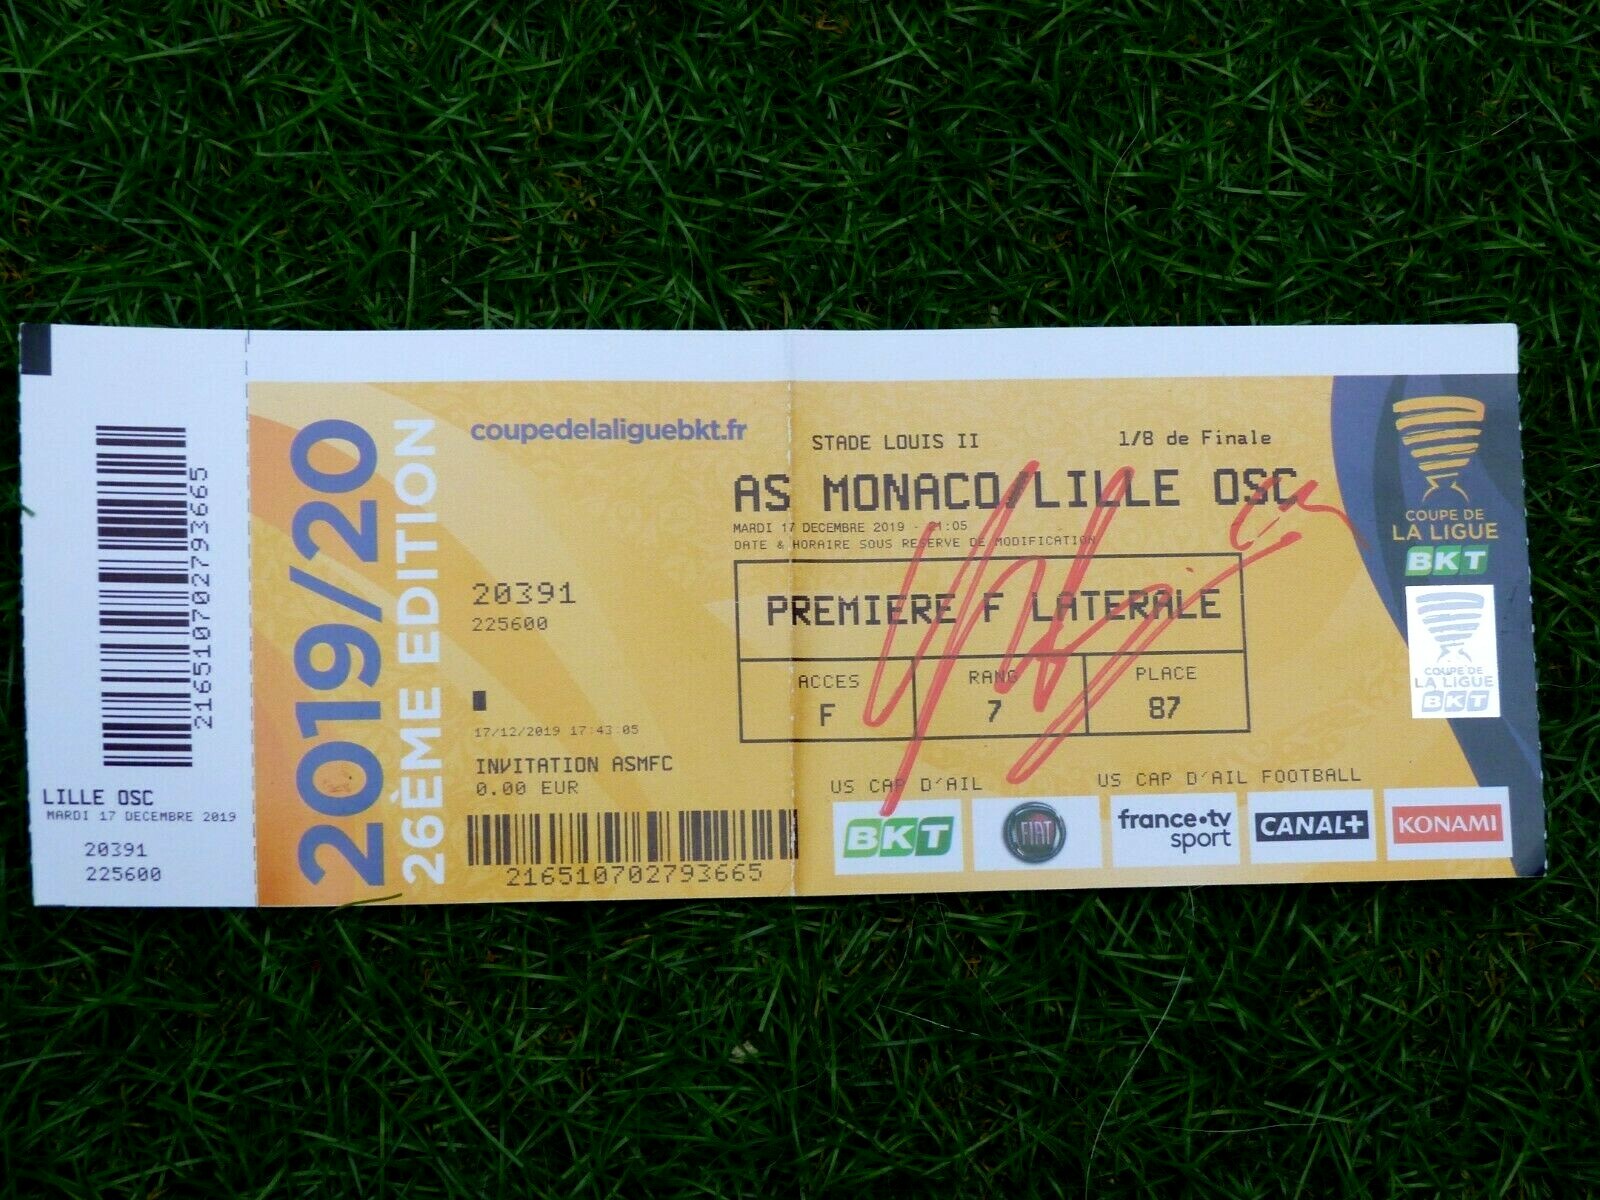 2165107027793665
LILLE OSC
MARDI 17 DECEMBRE 2019
20391
225600
2019/20
26ÈME EDITION
coupedelaliguebkt.fr
20391
225600
17/12/2019 17:43:05
INVITATION ASMFC
0.00 EUR
216510702793665
STADE LOUIS II
1/8 de Finale
AS MONACO/LILLE OSC
MARDI 17 DECEMBRE 2019 - 21:05
DATE & HORAIRE SOUS RESERVE DE MODIFICATION
PREMIERE F LATERALE
ACCES
RANG
PLACE
F
7
87
US CAP D'AIL
US CAP D'AIL FOOTBALL
BKT
FIAT
france•tv
sport
CANAL+
KONAMI
COUPE DE
LA LIGUE
BKT
COUPE DE
LA LIGUE
BKT